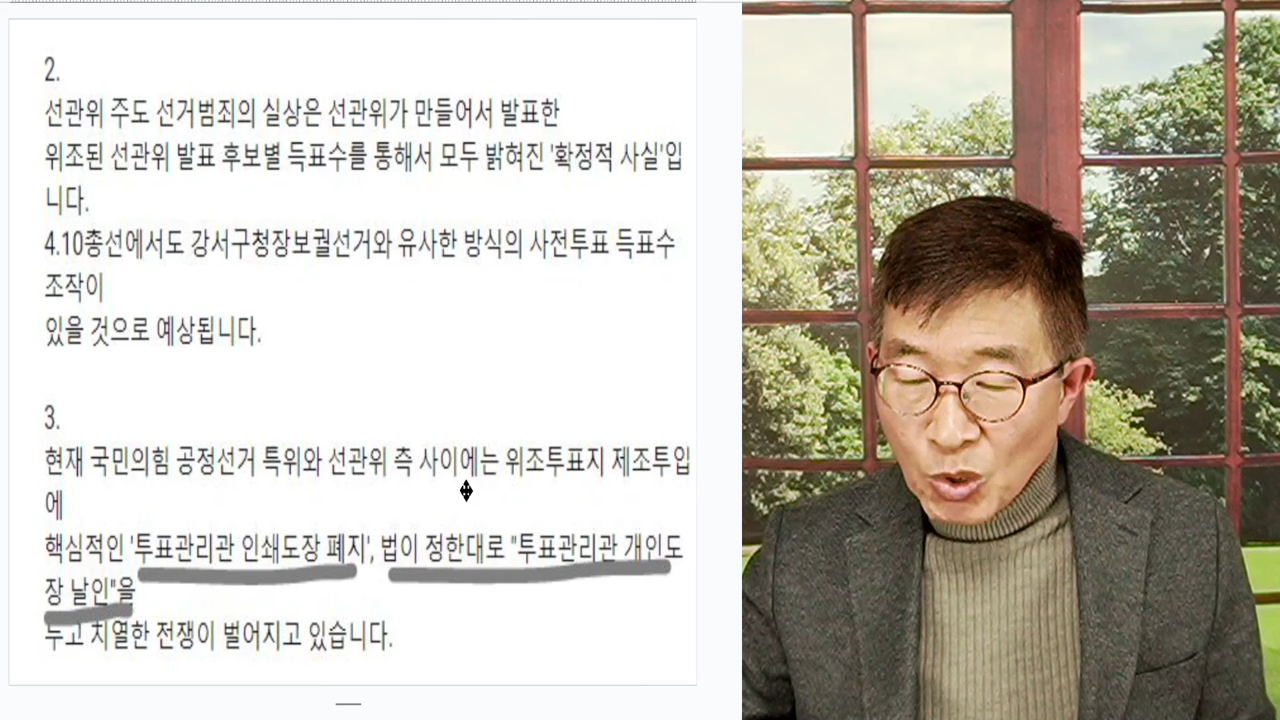 2.
선관위 주도 선거범죄의 실상은 선관위가 만들어서 발표한
위조된 선관위 발표 후보별 득표수를 통해서 모두 밝혀진 '확정적 사실'입
니다.
4.10총선에서도 강서구청장보궐선거와 유사한 방식의 사전투표 득표수
조작이
있을 것으로 예상됩니다.
3.
현재 국민의힘 공정선거 특위와 선관위 측 사이에는 위조투표지 제조투입
에
핵심적인 '투표관리관 인쇄도장 폐지', 법이 정한대로 "투표관리관 개인도
장 날인"을
두고 치열한 전쟁이 벌어지고 있습니다.